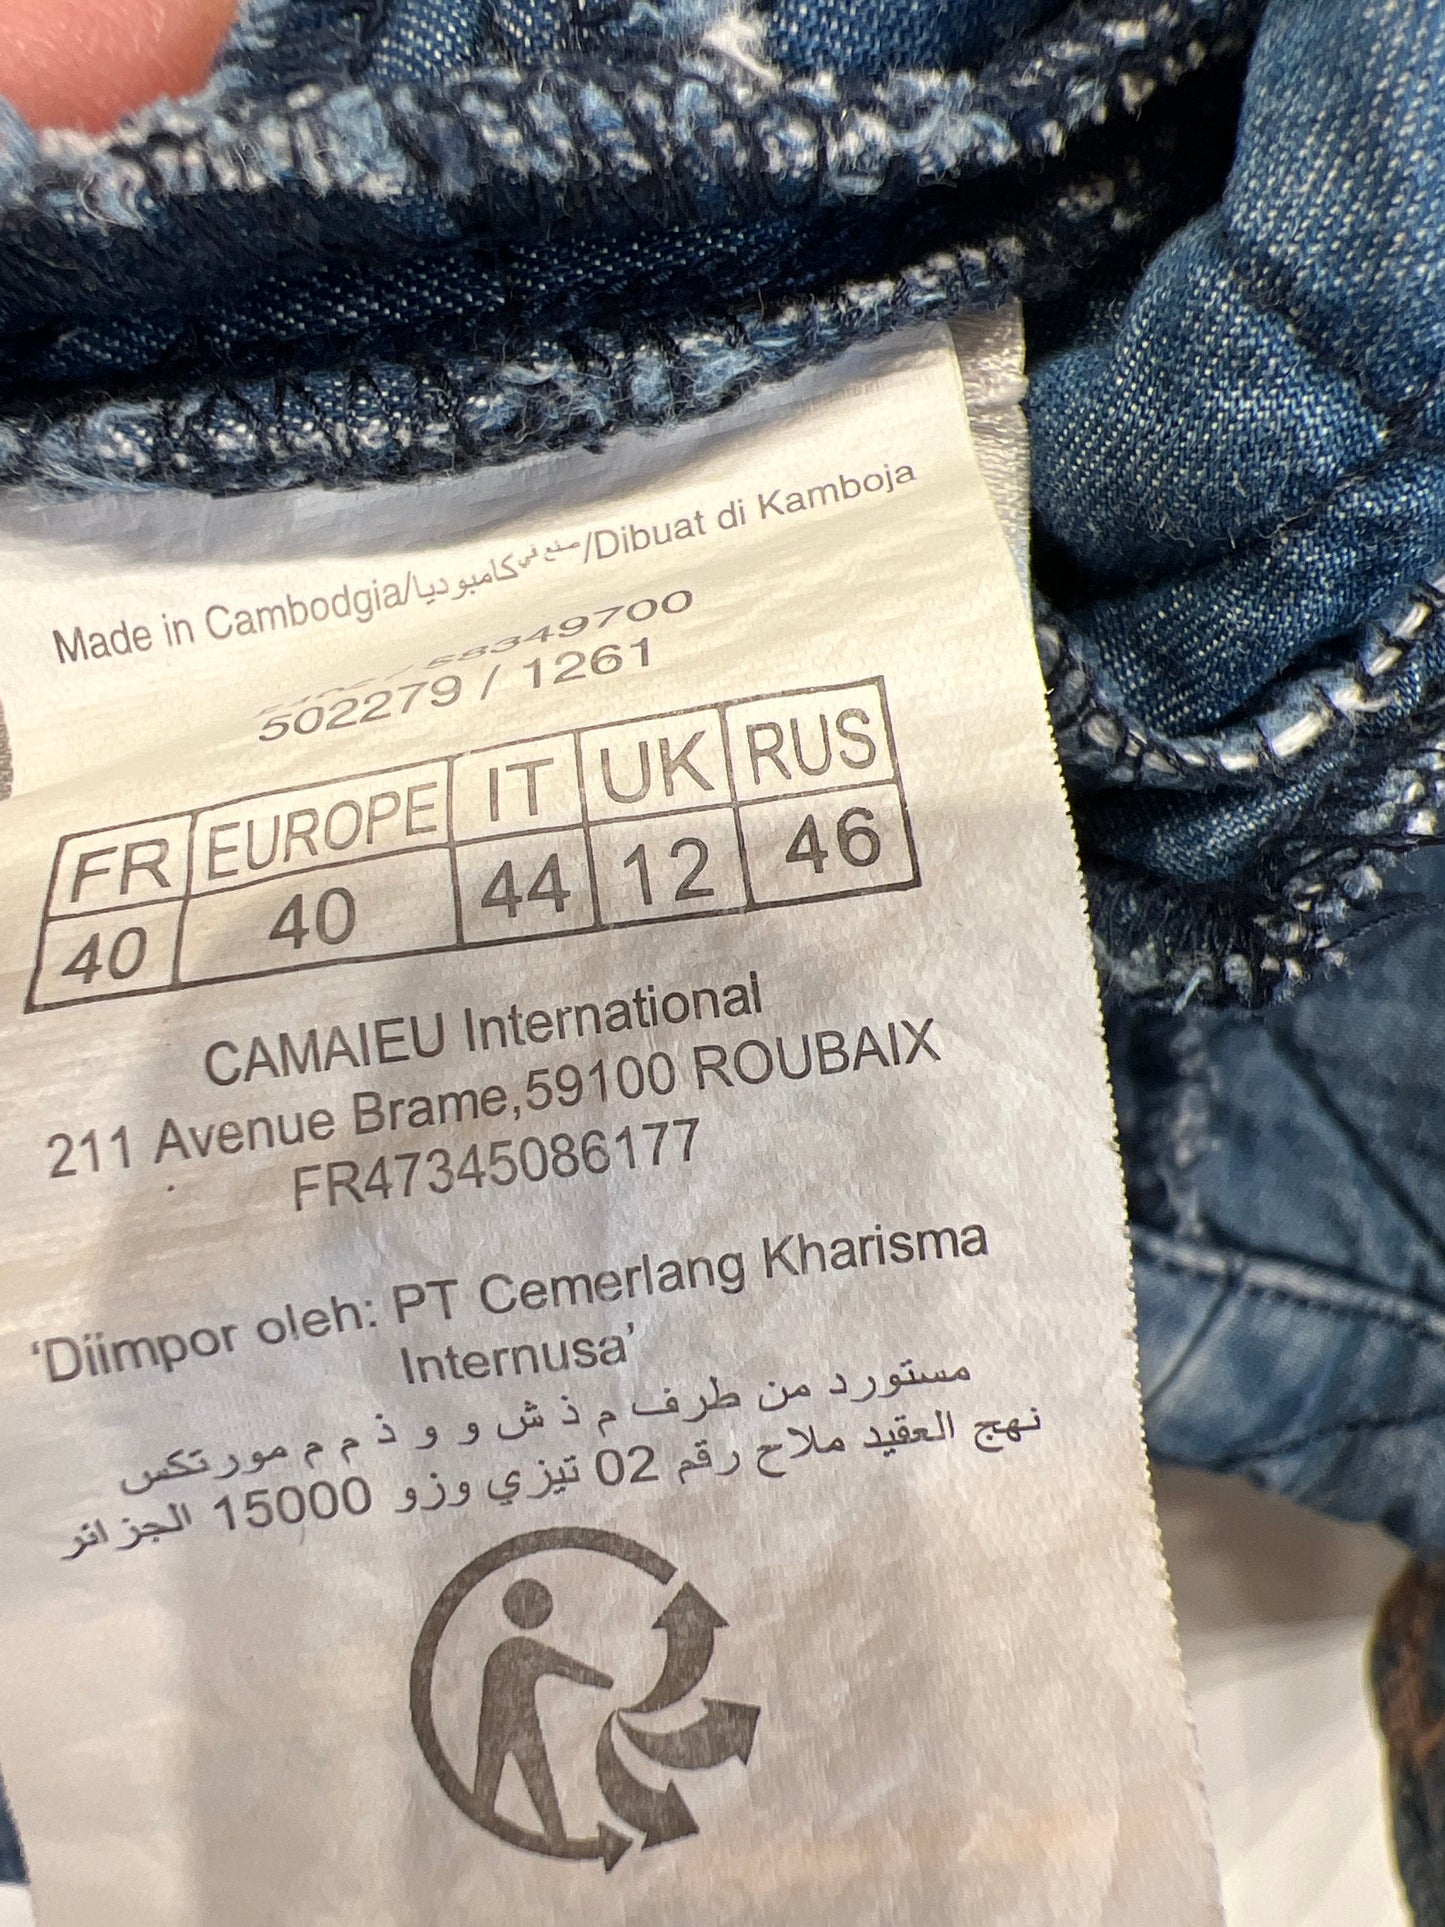 Made in Cambodgia/صنع في كامبوديا/Dibuat di Kamboja
58349700
502279 / 1261
FR EUROPE IT UK RUS
40 40 44 12 46
CAMAIEU International
211 Avenue Brame,59100 ROUBAIX
FR47345086177
‘Diimpor oleh: PT Cemerlang Kharisma
Internusa’
مستورد من طرف م ذ ش و و ذ م م مورتكس
نهج العقيد ملاح رقم 02 تيزي وزو 15000 الجزائر